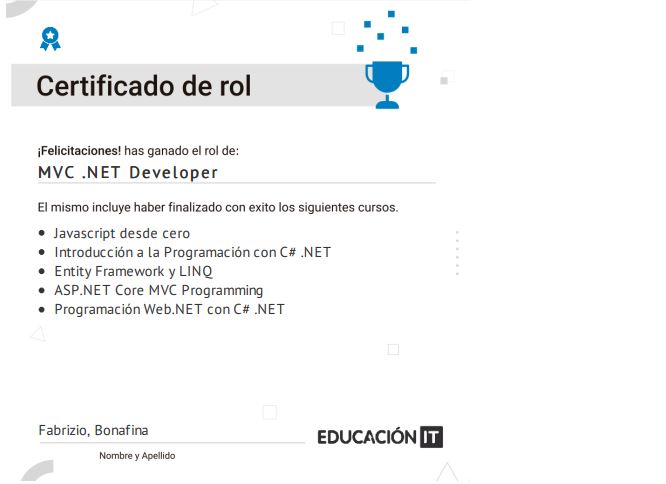 Certificado de rol
¡Felicitaciones! has ganado el rol de:
MVC .NET Developer
El mismo incluye haber finalizado con exito los siguientes cursos.
• Javascript desde cero
• Introducción a la Programación con C# .NET
• Entity Framework y LINQ
• ASP.NET Core MVC Programming
• Programación Web.NET con C# .NET
Fabrizio, Bonafina
EDUCACIÓN IT
Nombre y Apellido